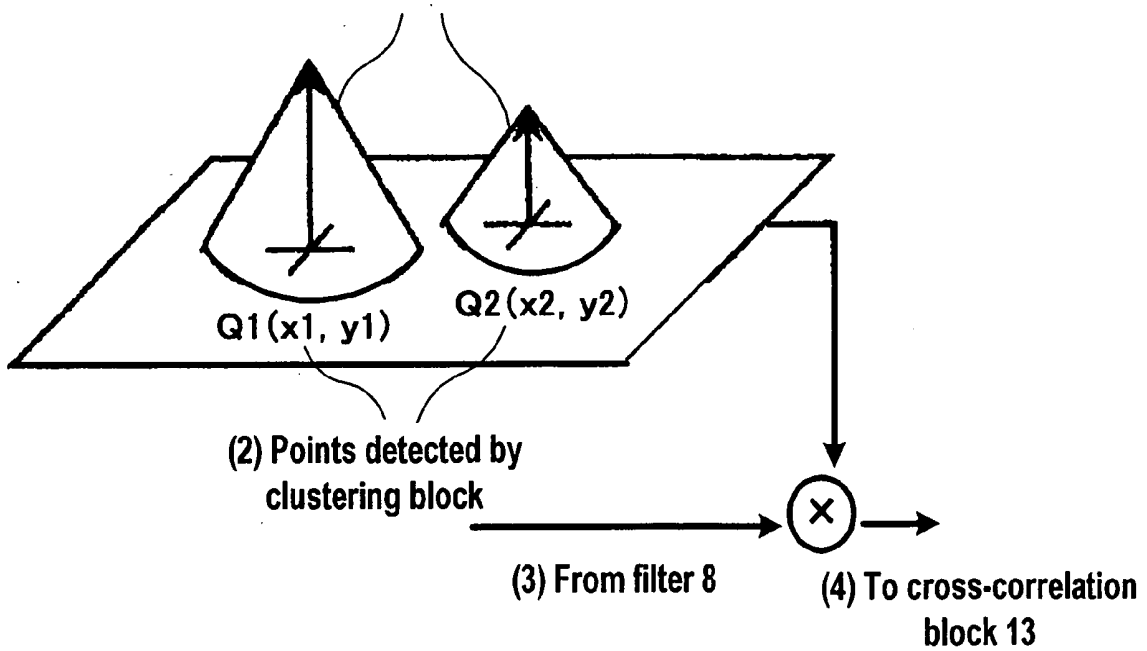 Q1(x1, y1)
Q2(x2, y2)
(2) Points detected by
clustering block
×
(3) From filter 8
(4) To cross-correlation
block 13